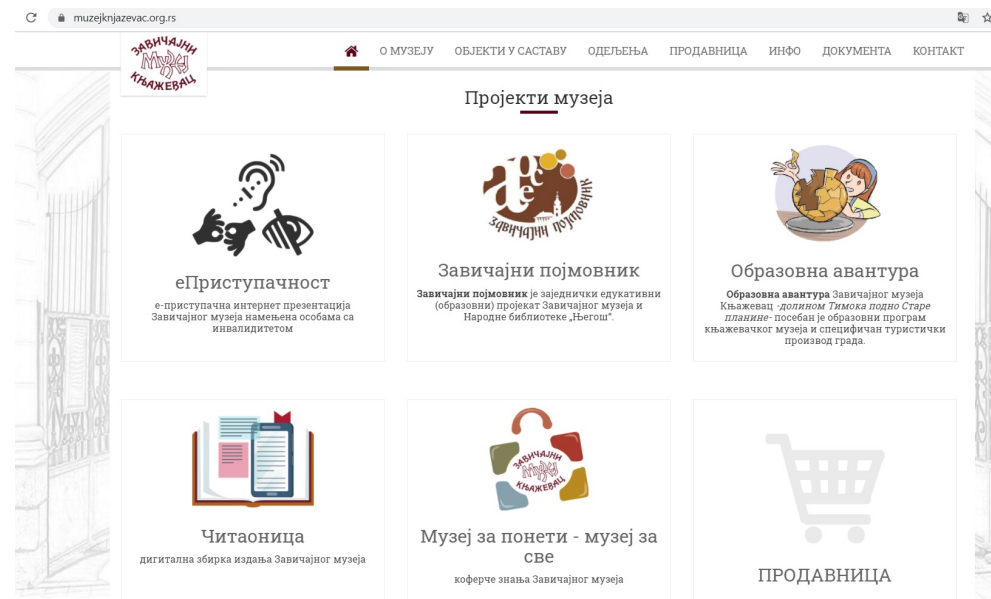 muzejknjazevac.org.rs
ЗАВИЧАЈНИ
МУЗЕЈ
КЊАЖЕВАЦ
О МУЗЕЈУ ОБЈЕКТИ У САСТАВУ ОДЕЉЕЊА ПРОДАВНИЦА ИНФО ДОКУМЕНТА КОНТАКТ
Пројекти музеја
завичајни појмовник
еПриступачност
е-приступачна интернет презентација
Завичајног музеја намењена особама са
инвалидитетом
Завичајни појмовник
Завичајни појмовник је заједнички едукативни
(образовни) пројекат Завичајног музеја и
Народне библиотеке „Његош“.
Образовна авантура
Образовна авантура Завичајног музеја
Књажевац -долином Тимока подно Старе
планине- посебан је образовни програм
књажевачког музеја и специфичан туристички
производ града.
ЗАВИЧАЈНИ
МУЗЕЈ
КЊАЖЕВАЦ
Читаоница
дигитална збирка издања Завичајног музеја
Музеј за понети - музеј за
све
коферче знања Завичајног музеја
ПРОДАВНИЦА